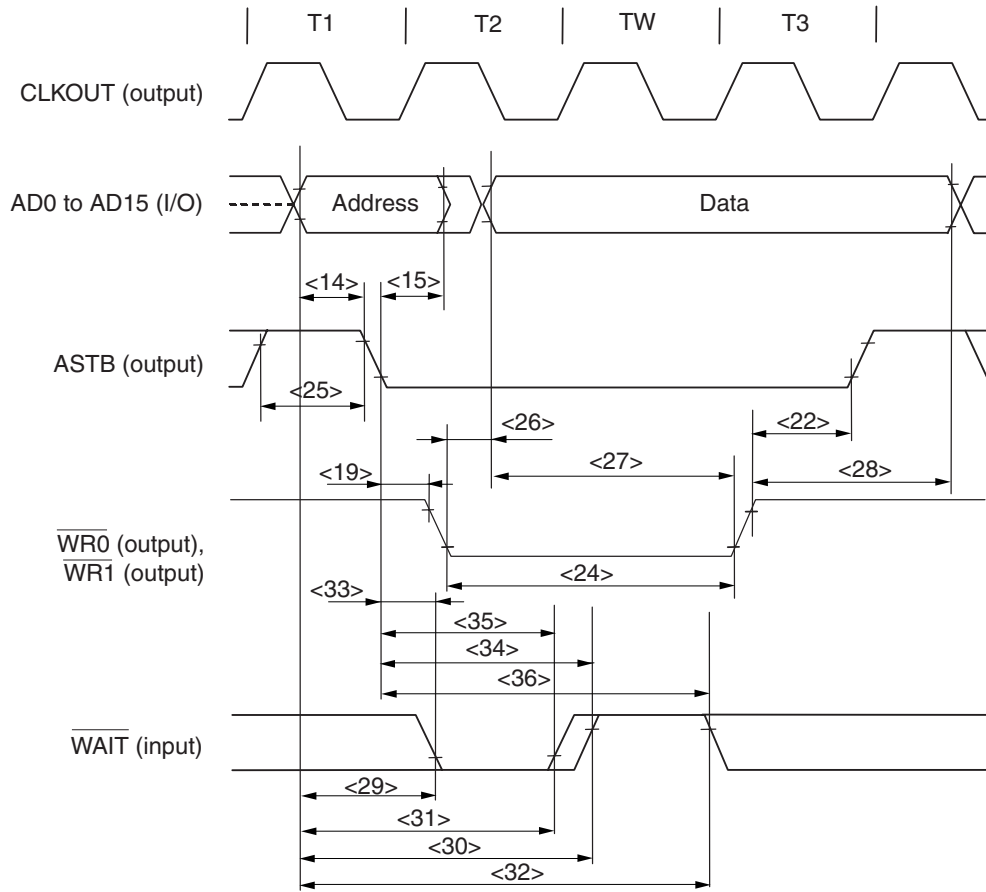 T1 T2 TW T3
CLKOUT (output)
AD0 to AD15 (I/O)
Address
Data
<14>
<15>
ASTB (output)
<25>
<26>
<22>
<27>
<19>
<28>
WR0 (output),
WR1 (output)
<24>
<33>
<35>
<34>
<36>
WAIT (input)
<29>
<31>
<30>
<32>